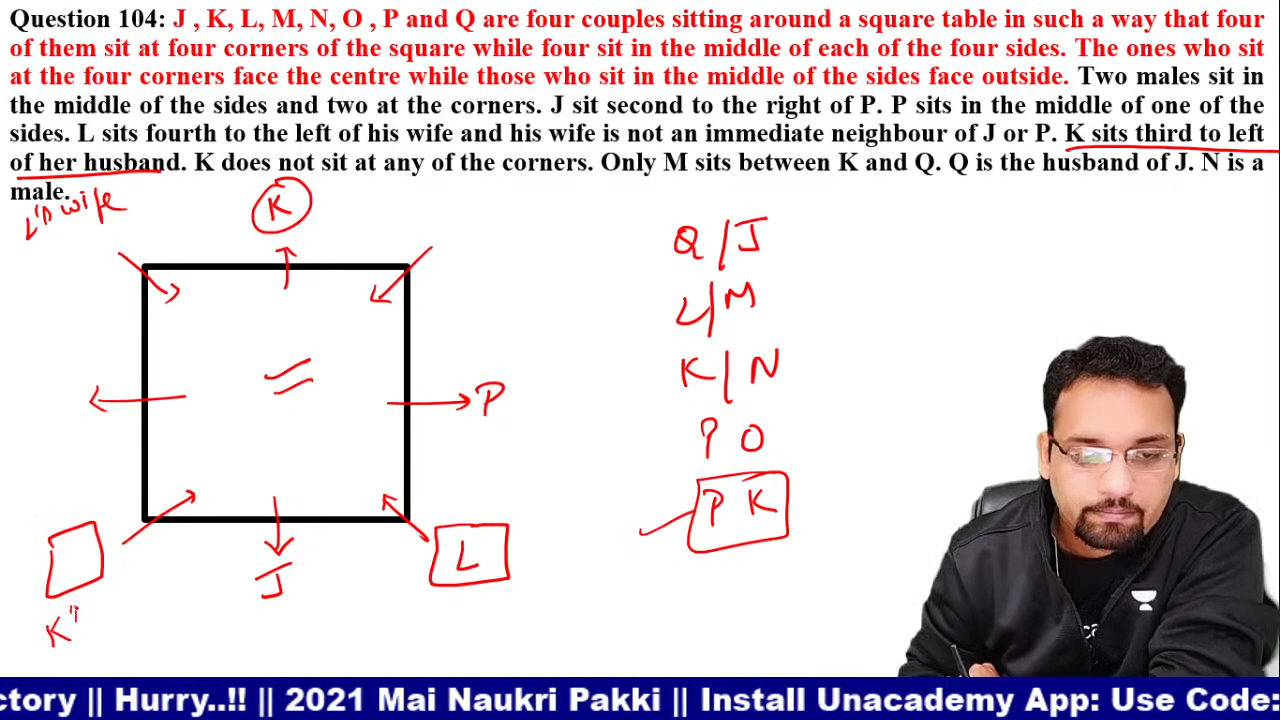 Question 104: J , K, L, M, N, O , P and Q are four couples sitting around a square table in such a way that four
of them sit at four corners of the square while four sit in the middle of each of the four sides. The ones who sit
at the four corners face the centre while those who sit in the middle of the sides face outside. Two males sit in
the middle of the sides and two at the corners. J sit second to the right of P. P sits in the middle of one of the
sides. L sits fourth to the left of his wife and his wife is not an immediate neighbour of J or P. K sits third to left
of her husband. K does not sit at any of the corners. Only M sits between K and Q. Q is the husband of J. N is a
male.
L's wife
K
P
J
L
K"
Q / J
L/M
K/N
P O
P K
ctory || Hurry..!! || 2021 Mai Naukri Pakki || Install Unacademy App: Use Code: